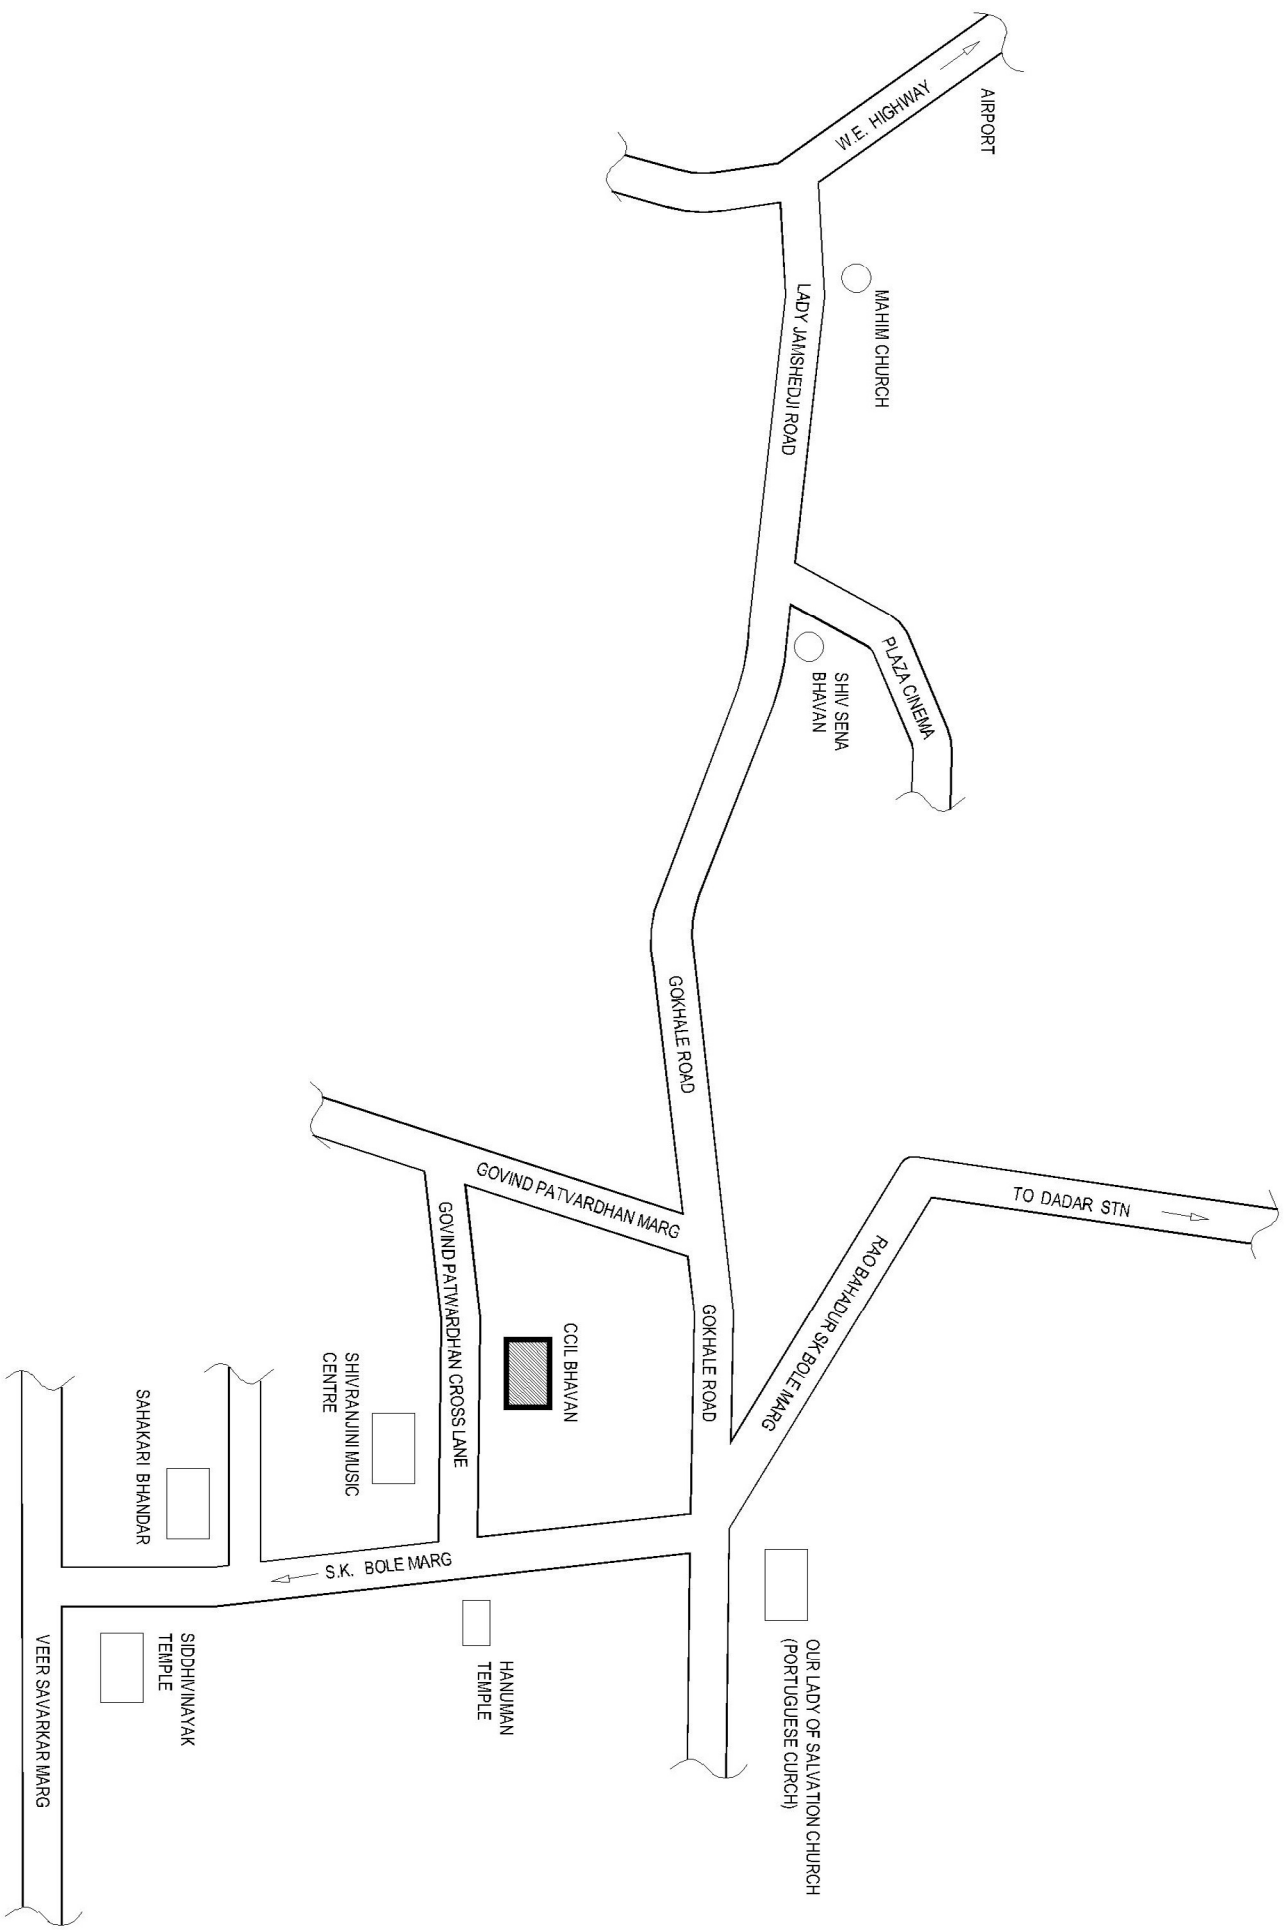 AIRPORT
W.E. HIGHWAY
MAHIM CHURCH
LADY JAMSHEDJI ROAD
PLAZA CINEMA
SHIV SENA
BHAVAN
GOKHALE ROAD
TO DADAR STN
RAO BAHADUR SK BOLE MARG
GOVIND PATVARDHAN MARG
GOKHALE ROAD
GOVIND PATWARDHAN CROSS LANE
CCIL BHAVAN
SHIVRANJINI MUSIC
CENTRE
SAHAKARI BHANDAR
S.K. BOLE MARG
OUR LADY OF SALVATION CHURCH
(PORTUGUESE CURCH)
HANUMAN
TEMPLE
SIDDHIVINAYAK
TEMPLE
VEER SAVARKAR MARG